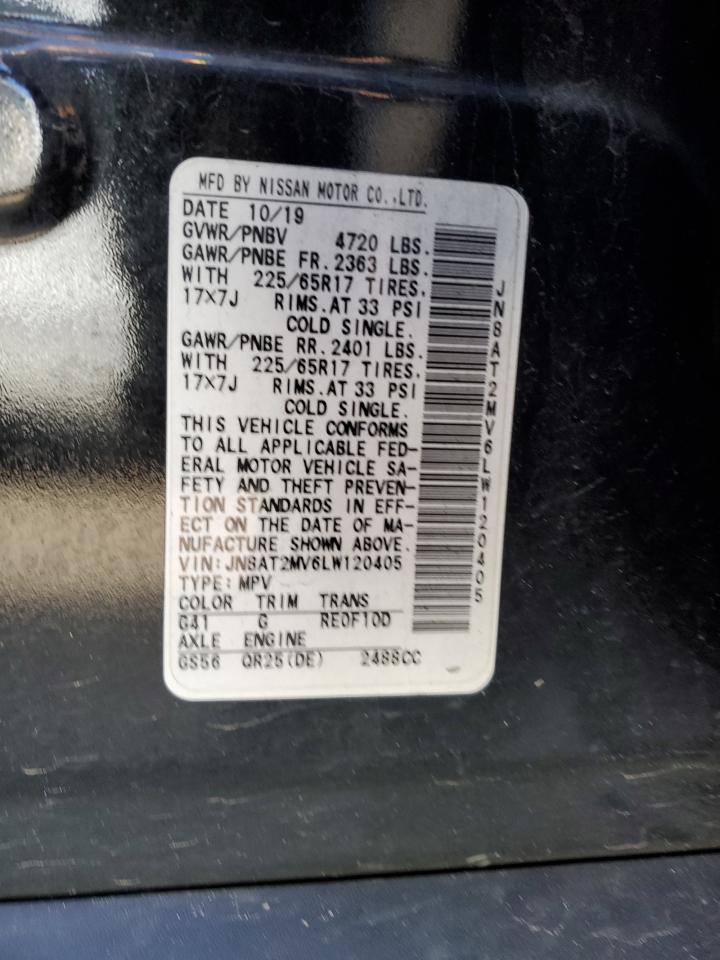 MFD BY NISSAN MOTOR CO.,LTD.
DATE 10/19
GVWR/PNBV 4720 LBS.
GAWR/PNBE FR. 2363 LBS.
WITH 225/65R17 TIRES.
17×7J RIMS.AT 33 PSI
COLD SINGLE.
GAWR/PNBE RR. 2401 LBS.
WITH 225/65R17 TIRES.
17×7J RIMS.AT 33 PSI
COLD SINGLE.
THIS VEHICLE CONFORMS
TO ALL APPLICABLE FED-
ERAL MOTOR VEHICLE SA-
FETY AND THEFT PREVEN-
TION STANDARDS IN EFF-
ECT ON THE DATE OF MA-
NUFACTURE SHOWN ABOVE.
VIN:JN8AT2MV6LW120405
TYPE:MPV
COLOR TRIM TRANS
G41 G RE0F10D
AXLE ENGINE
GS56 QR25(DE) 2488CC
JN8AT2MV6LW120405